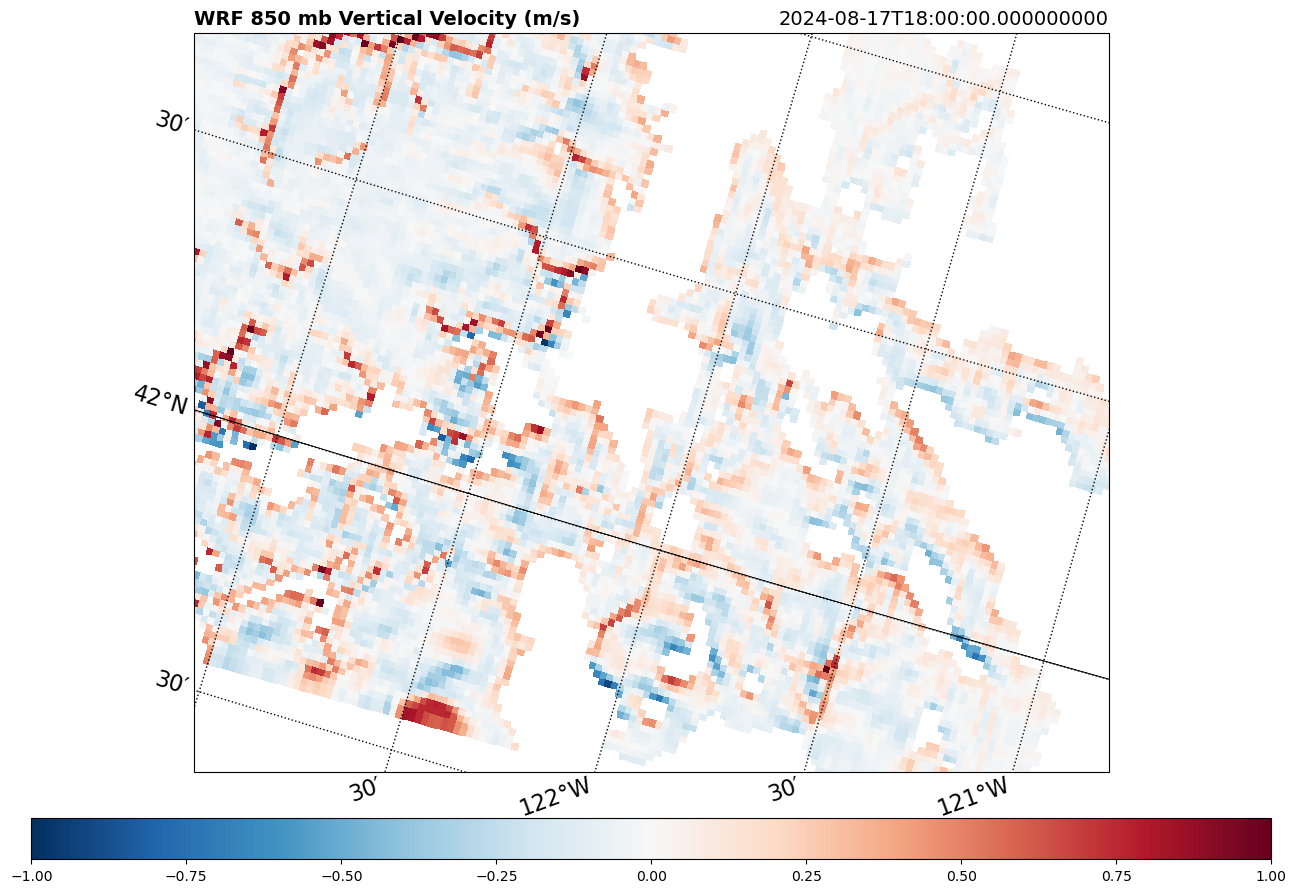 WRF 850 mb Vertical Velocity (m/s) 2024-08-17T18:00:00.000000000
30′
42°N
30′
30′ 122°W 30′ 121°W
−1.00 −0.75 −0.50 −0.25 0.00 0.25 0.50 0.75 1.00